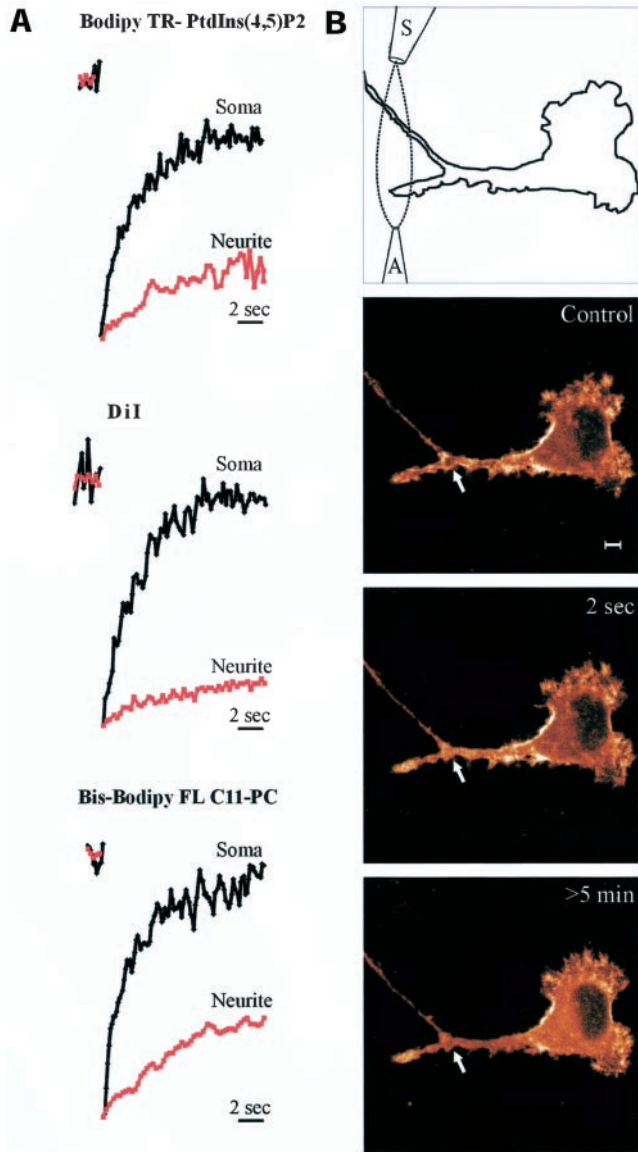 A
Bodipy TR- PtdIns(4,5)P2
Soma
Neurite
2 sec
DiI
Soma
Neurite
2 sec
Bis-Bodipy FL C11-PC
Soma
Neurite
2 sec
B
S
A
Control
2 sec
>5 min